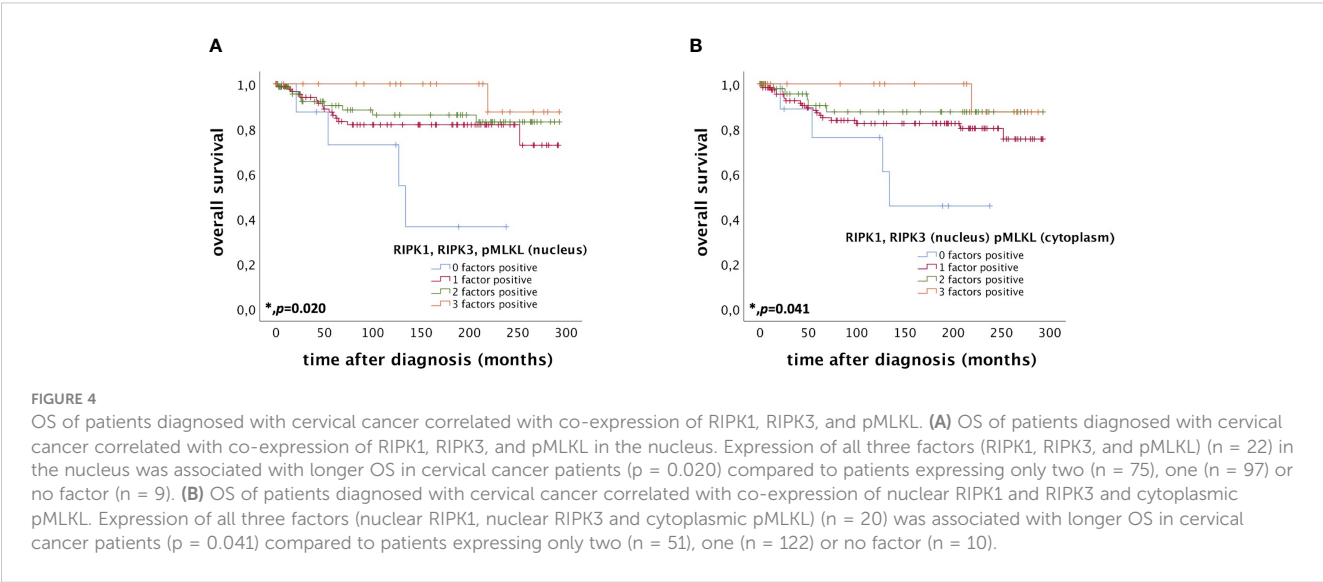 A
overall survival
1,0
0,8
0,6
0,4
0,2
0,0
RIPK1, RIPK3, pMLKL (nucleus)
0 factors positive
1 factor positive
2 factors positive
3 factors positive
*,p=0.020
0 50 100 150 200 250 300
time after diagnosis (months)
B
overall survival
1,0
0,8
0,6
0,4
0,2
0,0
RIPK1, RIPK3 (nucleus) pMLKL (cytoplasm)
0 factors positive
1 factor positive
2 factors positive
3 factors positive
*,p=0.041
0 50 100 150 200 250 300
time after diagnosis (months)
FIGURE 4
OS of patients diagnosed with cervical cancer correlated with co-expression of RIPK1, RIPK3, and pMLKL. (A) OS of patients diagnosed with cervical
cancer correlated with co-expression of RIPK1, RIPK3, and pMLKL in the nucleus. Expression of all three factors (RIPK1, RIPK3, and pMLKL) (n = 22) in
the nucleus was associated with longer OS in cervical cancer patients (p = 0.020) compared to patients expressing only two (n = 75), one (n = 97) or
no factor (n = 9). (B) OS of patients diagnosed with cervical cancer correlated with co-expression of nuclear RIPK1 and RIPK3 and cytoplasmic
pMLKL. Expression of all three factors (nuclear RIPK1, nuclear RIPK3 and cytoplasmic pMLKL) (n = 20) was associated with longer OS in cervical
cancer patients (p = 0.041) compared to patients expressing only two (n = 51), one (n = 122) or no factor (n = 10).